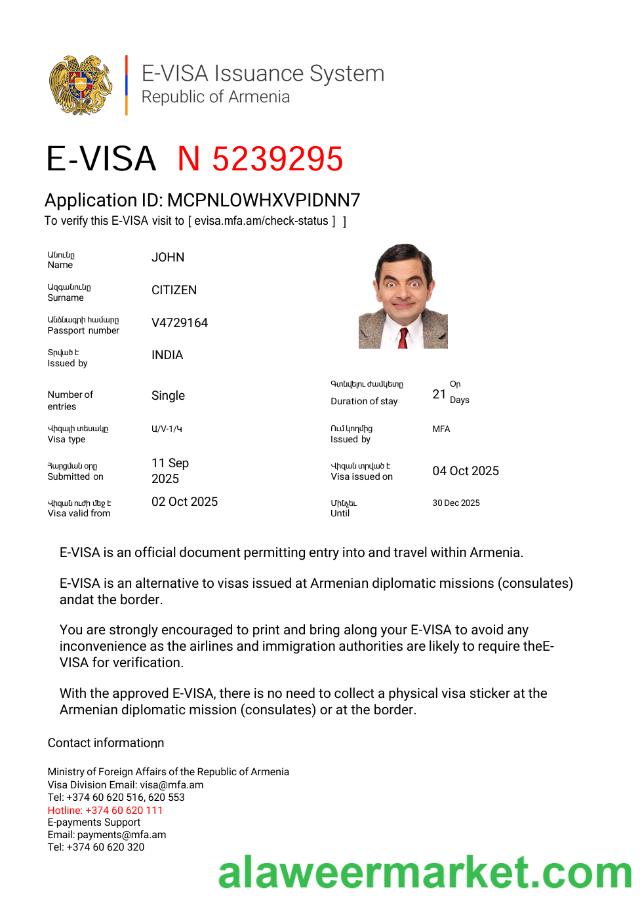 E-VISA Issuance System
Republic of Armenia
E-VISA N 5239295
Application ID: MCPNLOWHXVPIDNN7
To verify this E-VISA visit to [ evisa.mfa.am/check-status ] ]
Անունը
Name
JOHN
Ազգանունը
Surname
CITIZEN
Անձնագրի համարը
Passport number
V4729164
Տրված է
Issued by
INDIA
Number of
entries
Single
Գտնվելու ժամկետը
Duration of stay
21
Օր
Days
Վիզայի տեսակը
Visa type
Ա/V-1/Վ
Ում կողմից
Issued by
MFA
Հարցման օրը
Submitted on
11 Sep
2025
Վիզան տրված է
Visa issued on
04 Oct 2025
Վիզան ուժի մեջ է
Visa valid from
02 Oct 2025
Մինչեւ
Until
30 Dec 2025
E-VISA is an official document permitting entry into and travel within Armenia.
E-VISA is an alternative to visas issued at Armenian diplomatic missions (consulates)
andat the border.
You are strongly encouraged to print and bring along your E-VISA to avoid any
inconvenience as the airlines and immigration authorities are likely to require theE-
VISA for verification.
With the approved E-VISA, there is no need to collect a physical visa sticker at the
Armenian diplomatic mission (consulates) or at the border.
Contact informationn
Ministry of Foreign Affairs of the Republic of Armenia
Visa Division Email: visa@mfa.am
Tel: +374 60 620 516, 620 553
Hotline: +374 60 620 111
E-payments Support
Email: payments@mfa.am
Tel: +374 60 620 320
alaweermarket.com